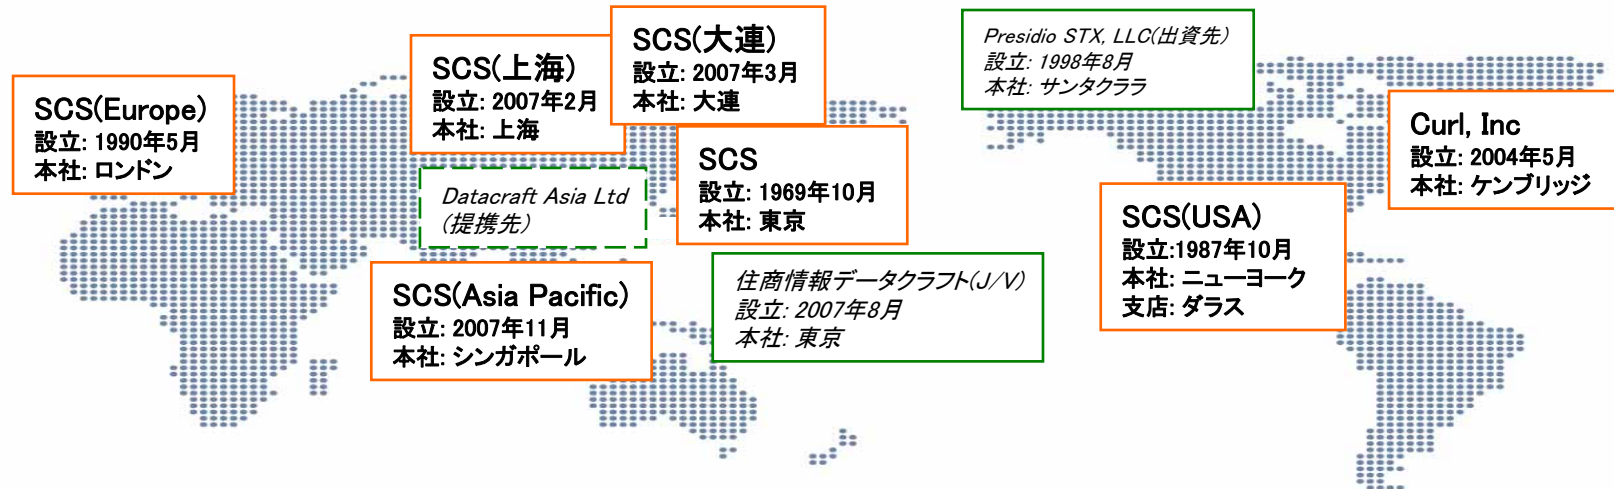 SCS(Europe)
設立: 1990年5月
本社: ロンドン
SCS(上海)
設立: 2007年2月
本社: 上海
SCS(大連)
設立: 2007年3月
本社: 大連
Datacraft Asia Ltd
(提携先)
SCS
設立: 1969年10月
本社: 東京
SCS(Asia Pacific)
設立: 2007年11月
本社: シンガポール
住商情報データクラフト(J/V)
設立: 2007年8月
本社: 東京
Presidio STX, LLC(出資先)
設立: 1998年8月
本社: サンタクララ
SCS(USA)
設立:1987年10月
本社: ニューヨーク
支店: ダラス
Curl, Inc
設立: 2004年5月
本社: ケンブリッジ